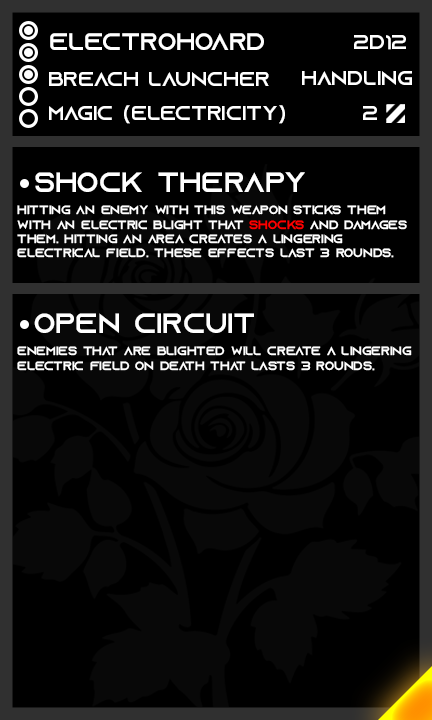 ELECTROHOARD 2D12
BREACH LAUNCHER HANDLING
MAGIC (ELECTRICITY) 2
•SHOCK THERAPY
HITTING AN ENEMY WITH THIS WEAPON STICKS THEM
WITH AN ELECTRIC BLIGHT THAT SHOCKS AND DAMAGES
THEM. HITTING AN AREA CREATES A LINGERING
ELECTRICAL FIELD. THESE EFFECTS LAST 3 ROUNDS.
•OPEN CIRCUIT
ENEMIES THAT ARE BLIGHTED WILL CREATE A LINGERING
ELECTRIC FIELD ON DEATH THAT LASTS 3 ROUNDS.